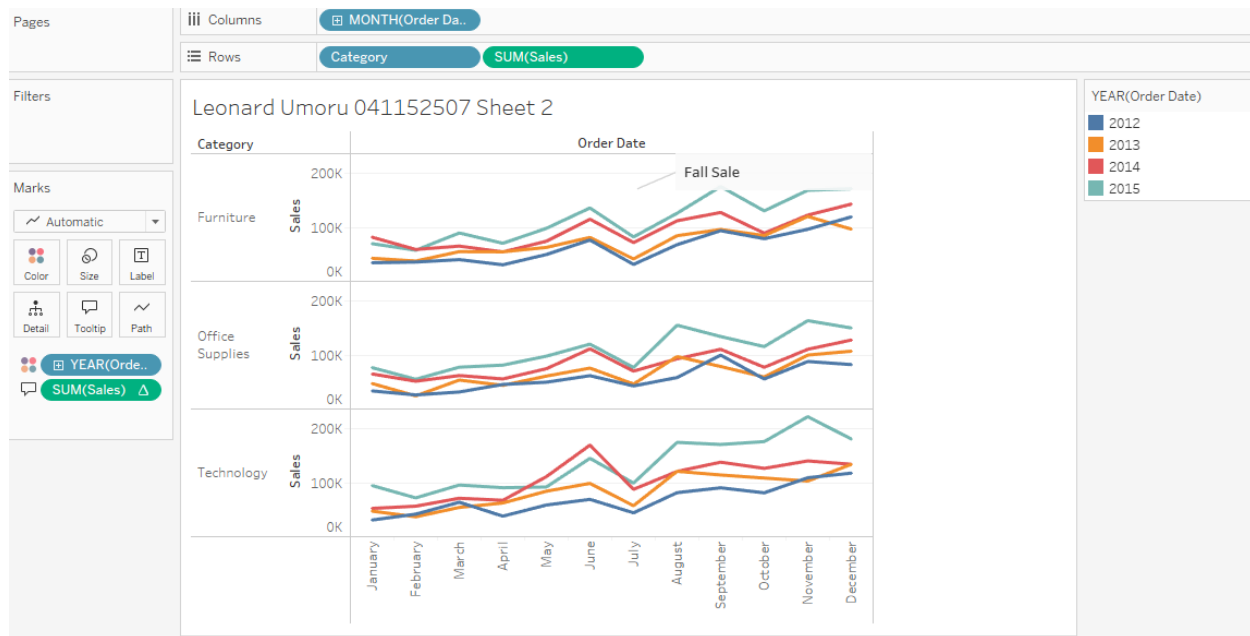 Pages
Columns
MONTH(Order Da..
Rows
Category
SUM(Sales)
Filters
Marks
Automatic
Color
Size
Label
Detail
Tooltip
Path
YEAR(Orde..
SUM(Sales)
Leonard Umoru 041152507 Sheet 2
Category
Order Date
Fall Sale
Furniture
Sales
200K
100K
0K
Office
Supplies
Sales
200K
100K
0K
Technology
Sales
200K
100K
0K
January
February
March
April
May
June
July
August
September
October
November
December
YEAR(Order Date)
2012
2013
2014
2015